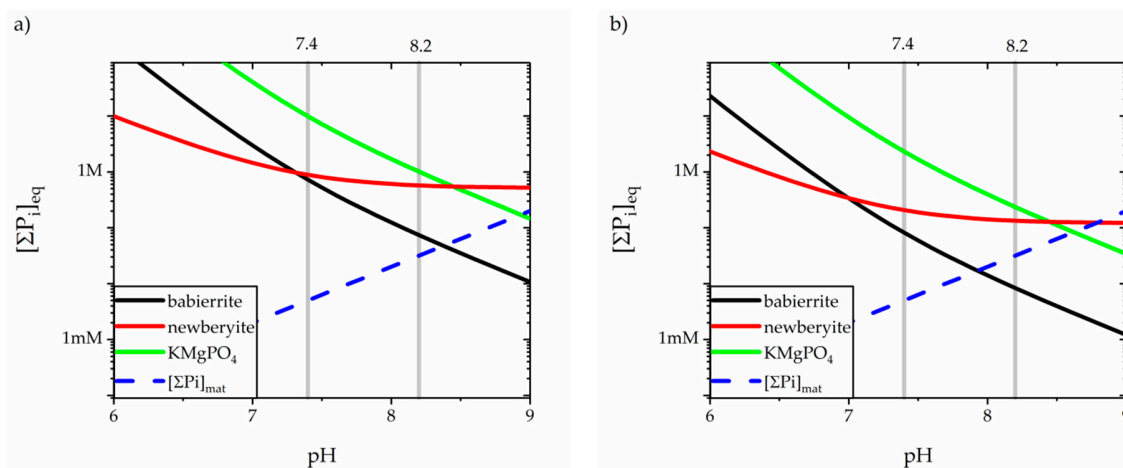 a)
7.4
8.2
1M
1mM
[ΣPi]eq
babierrite
newberyite
KMgPO4
[ΣPi]mat
6
7
8
9
pH
b)
7.4
8.2
1M
1mM
[ΣPi]eq
babierrite
newberyite
KMgPO4
[ΣPi]mat
6
7
8
9
pH